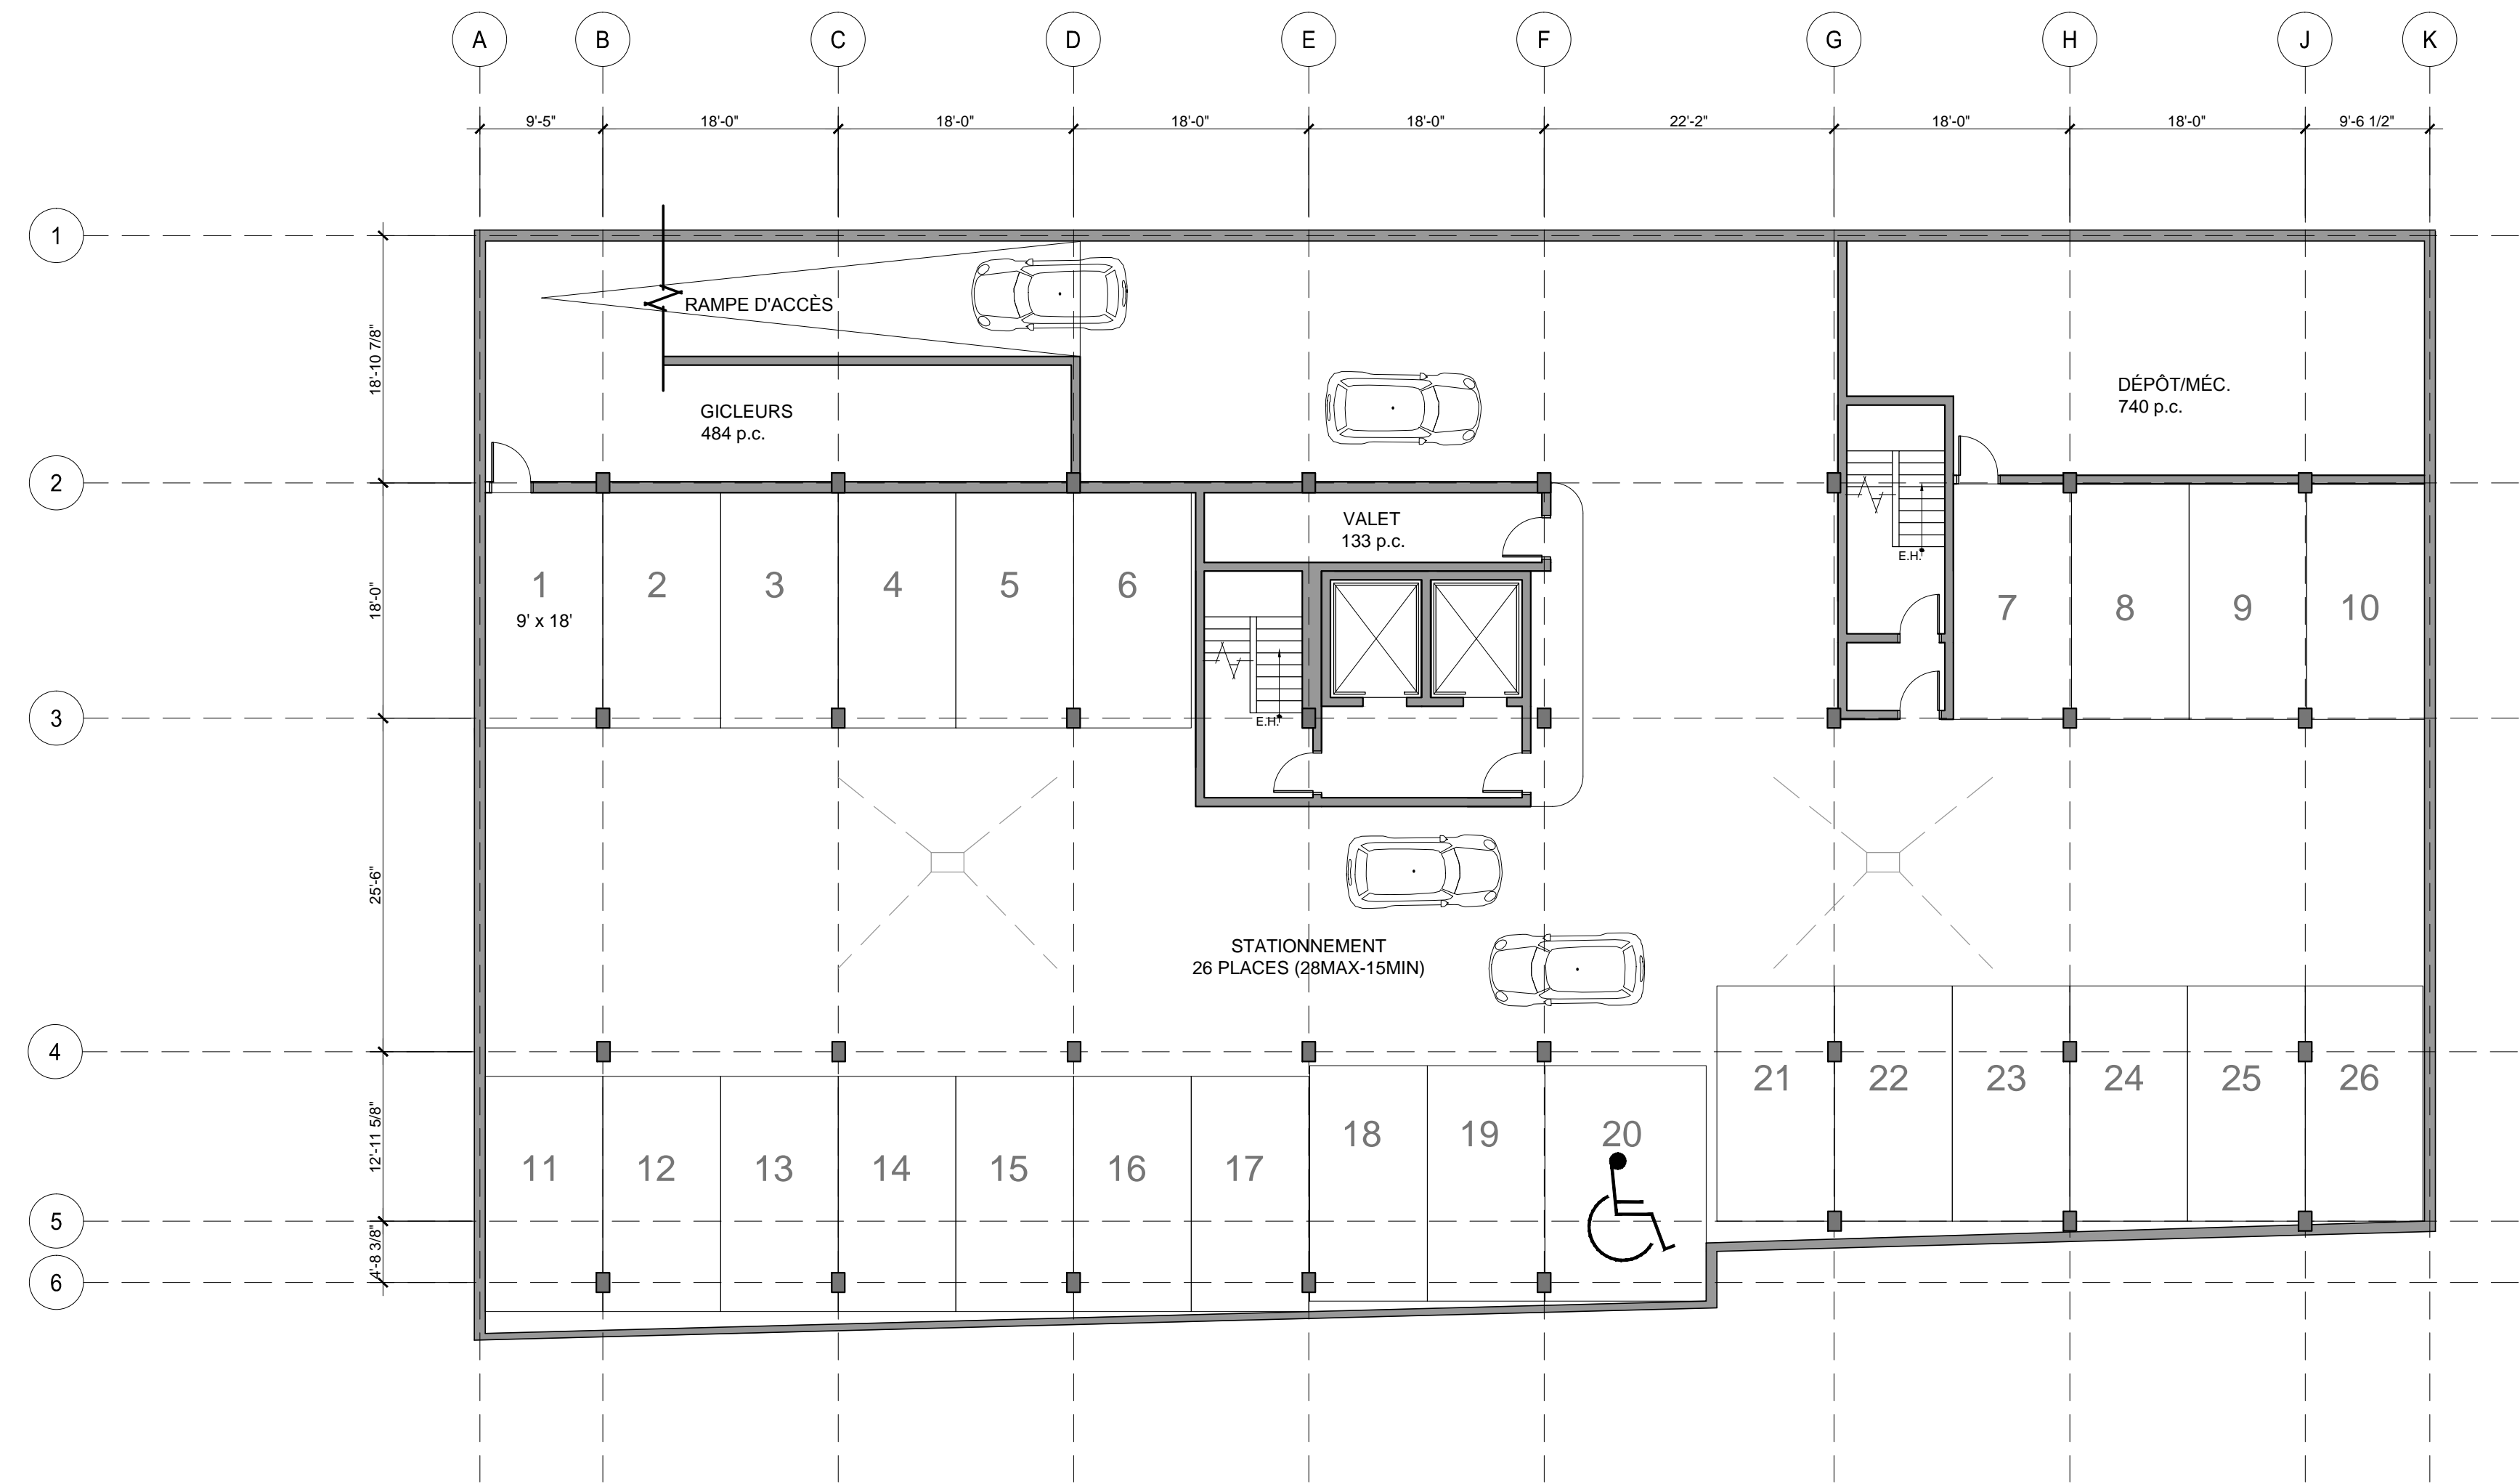 A B C D E F G H J K
9'-5" 18'-0" 18'-0" 18'-0" 18'-0" 22'-2" 18'-0" 18'-0" 9'-6 1/2"
1
18'-10 7/8"
RAMPE D'ACCÈS
GICLEURS
484 p.c.
DÉPÔT/MÉC.
740 p.c.
2
VALET
133 p.c.
E.H.
18'-0"
1 2 3 4 5 6
9' x 18'
7 8 9 10
E.H.
3
25'-6"
STATIONNEMENT
26 PLACES (28MAX-15MIN)
4
12'-11 5/8"
21 22 23 24 25 26
18 19 20
11 12 13 14 15 16 17
5
4'-8 3/8"
6